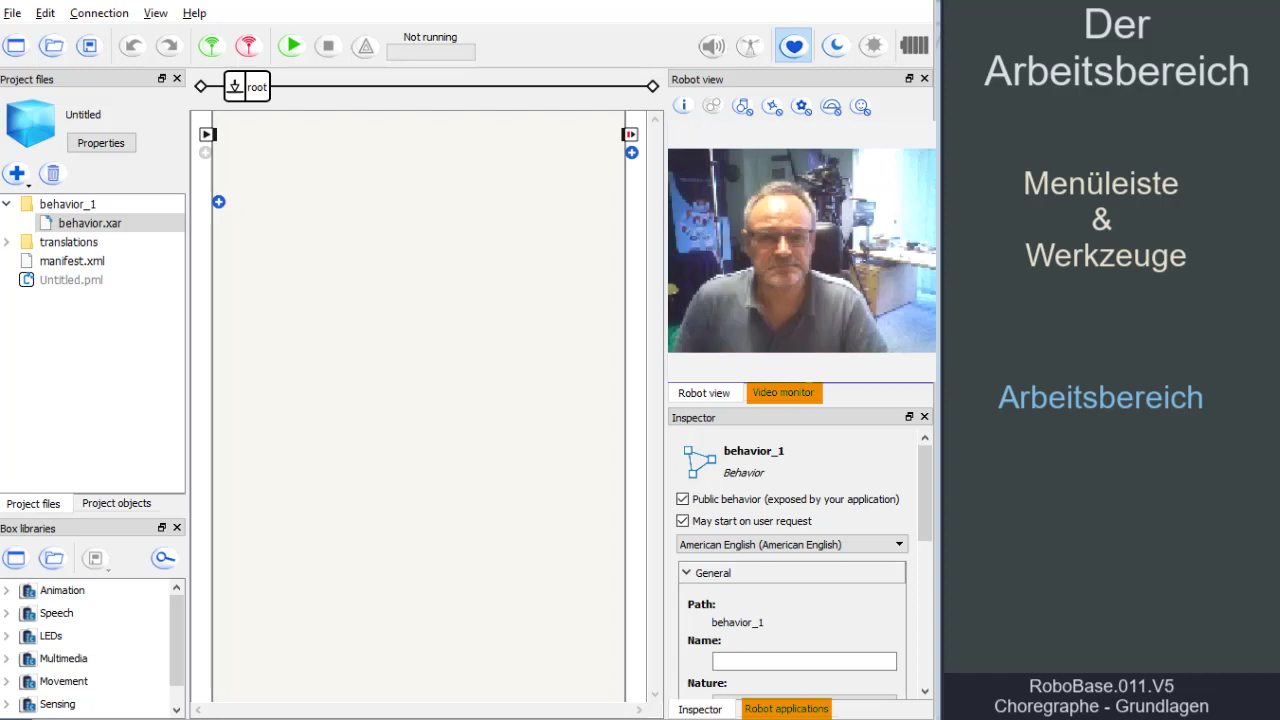 File Edit Connection View Help
Not running
Project files
Untitled
Properties
behavior_1
behavior.xar
translations
manifest.xml
Untitled.pml
Project files Project objects
Box libraries
Animation
Speech
LEDs
Multimedia
Movement
Sensing
root
Robot view
Robot view Video monitor
Inspector
behavior_1
Behavior
Public behavior (exposed by your application)
May start on user request
American English (American English)
General
Path:
behavior_1
Name:
Nature:
Inspector Robot applications
Der
Arbeitsbereich
Menüleiste
&
Werkzeuge
Arbeitsbereich
RoboBase.011.V5
Choregraphe - Grundlagen